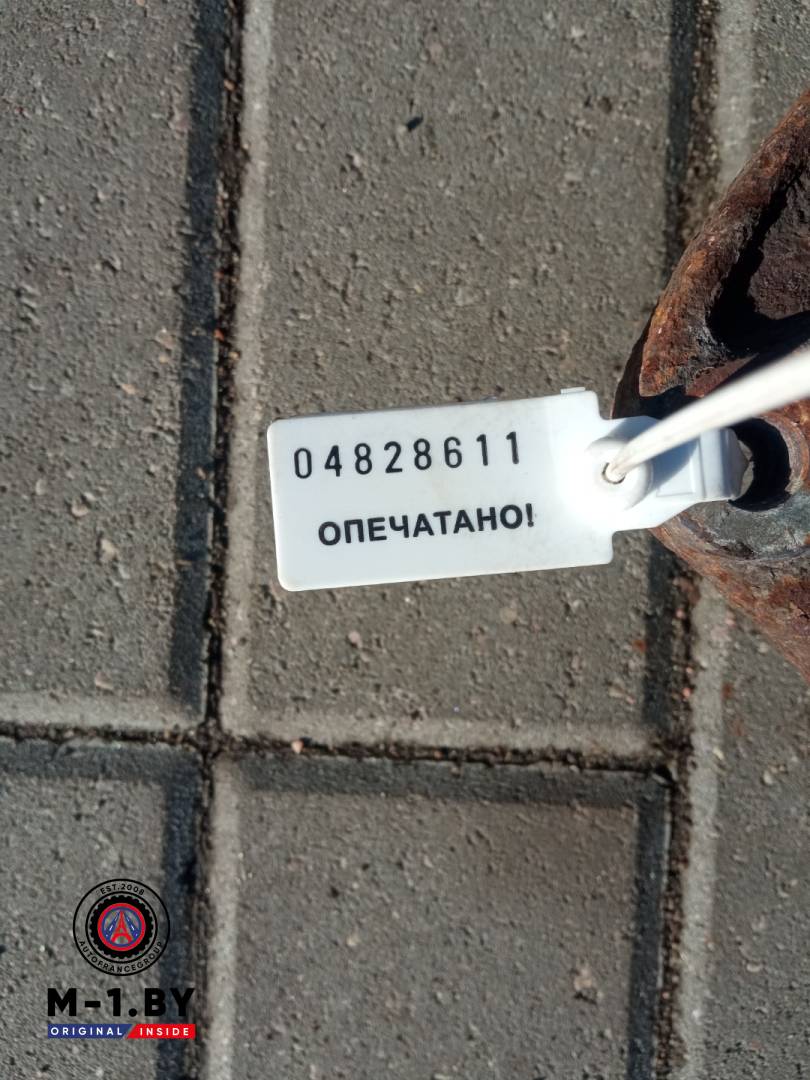 04828611
ОПЕЧАТАНО!
EST.2008
AUTOFRANCEGROUP
M-1.BY
ORIGINAL INSIDE